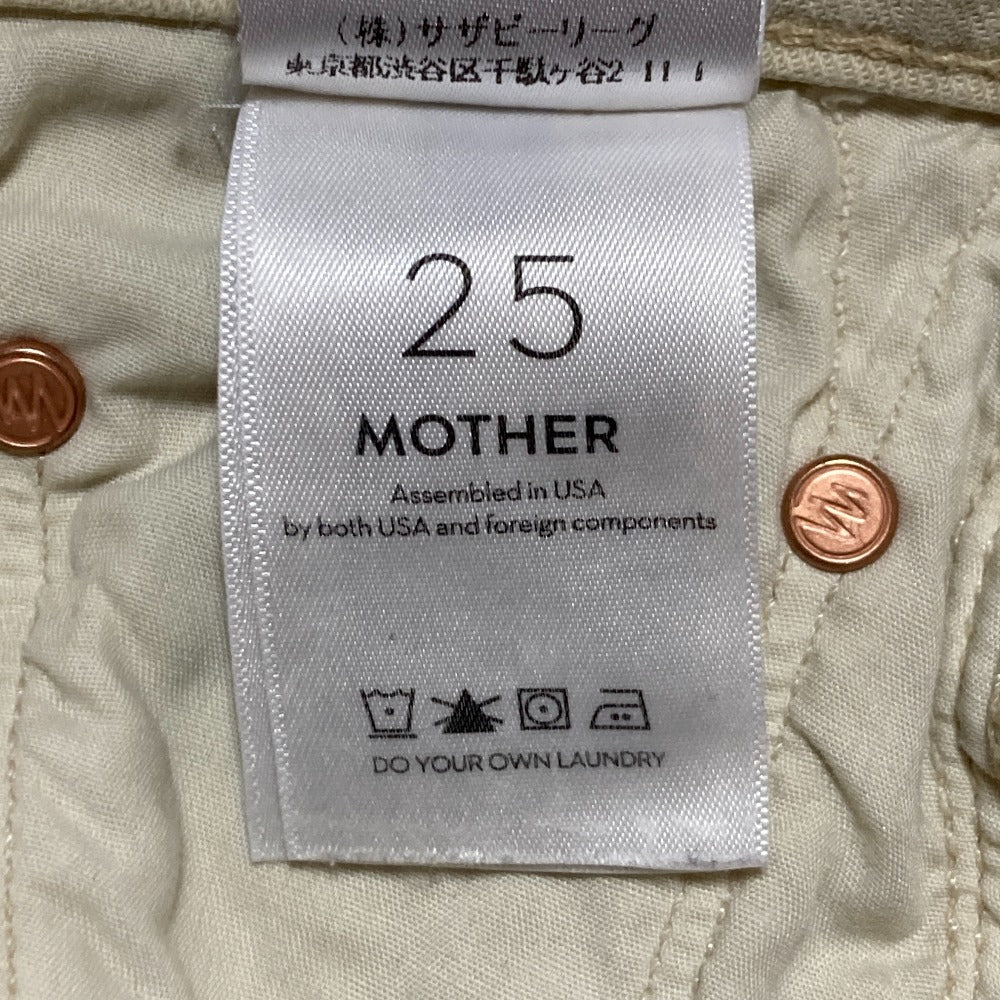 (株)サザビーリーグ
東京都渋谷区千駄ヶ谷2-11-1
25
MOTHER
Assembled in USA
by both USA and foreign components
DO YOUR OWN LAUNDRY